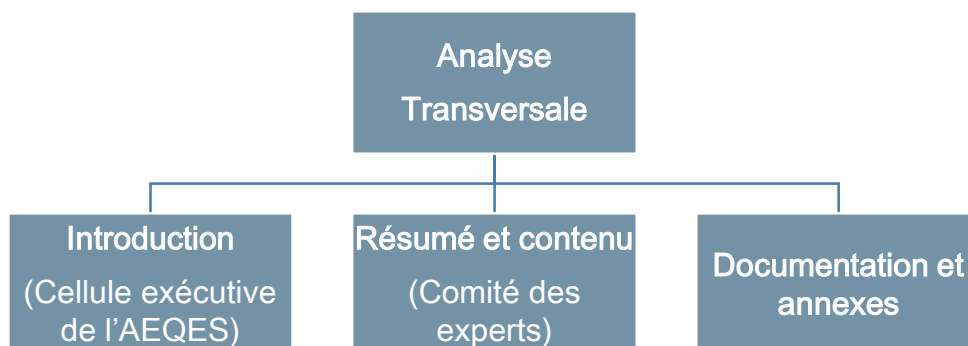 Analyse
Transversale
Introduction
(Cellule exécutive
de l'AEQES)
Résumé et contenu
(Comité des
experts)
Documentation et
annexes